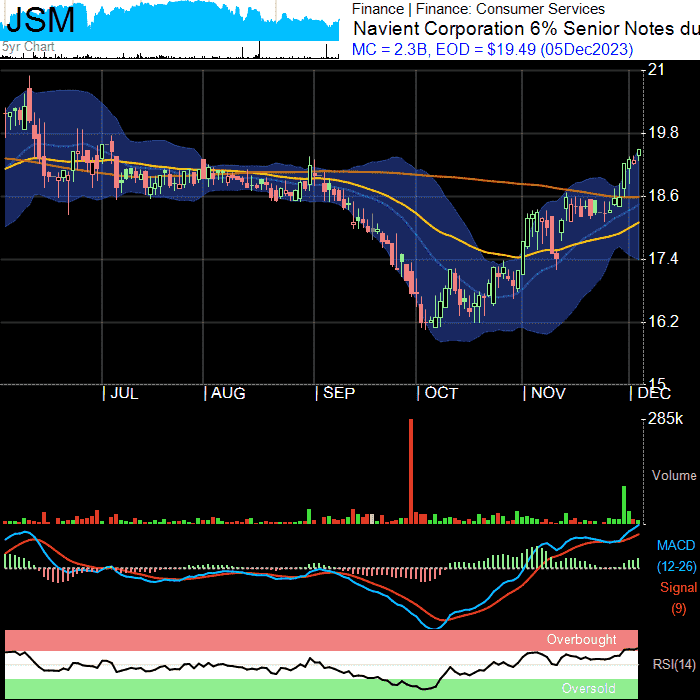 JSM
5yr Chart
Finance | Finance: Consumer Services
Navient Corporation 6% Senior Notes du
MC = 2.3B, EOD = $19.49 (05Dec2023)
21
19.8
18.6
17.4
16.2
15
JUL AUG SEP OCT NOV DEC
285k
Volume
MACD
(12-26)
Signal
(9)
Overbought
RSI(14)
Oversold